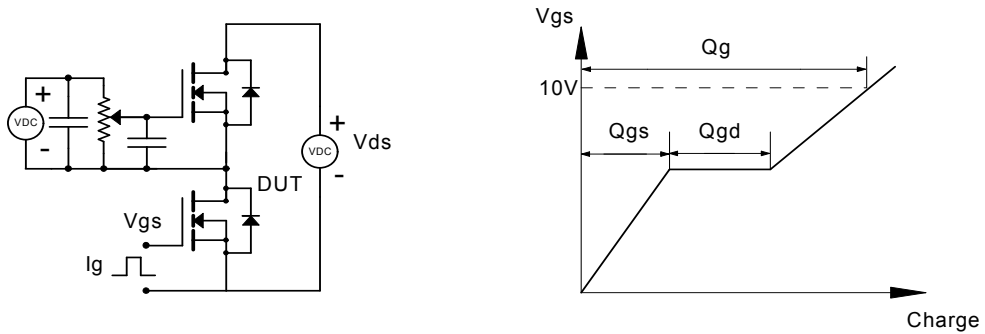 +
VDC
-
+
VDC
-
Vds
DUT
Vgs
Ig
Vgs
Qg
10V
Qgs
Qgd
Charge